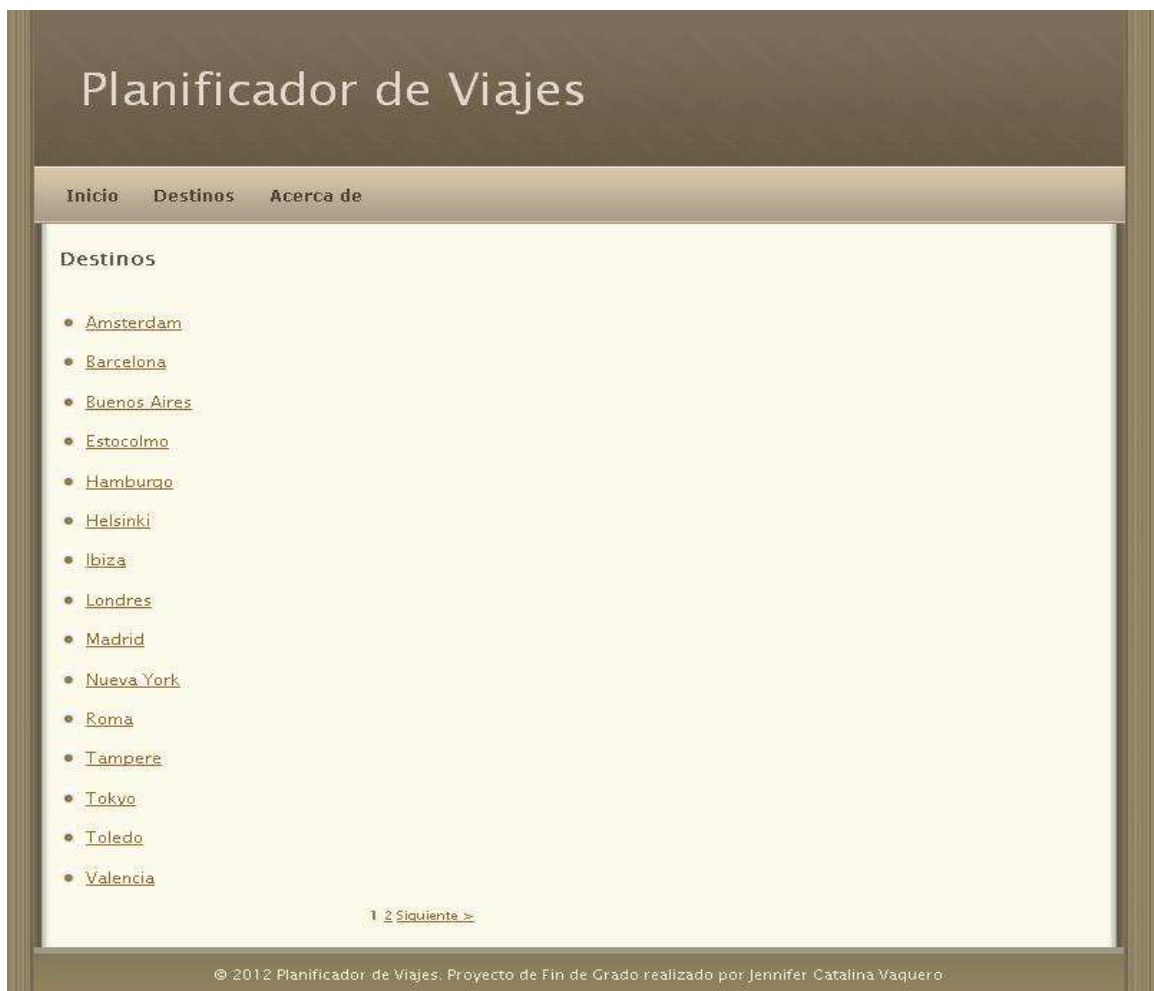 Planificador de Viajes
Inicio Destinos Acerca de
Destinos
Amsterdam
Barcelona
Buenos Aires
Estocolmo
Hamburgo
Helsinki
Ibiza
Londres
Madrid
Nueva York
Roma
Tampere
Tokyo
Toledo
Valencia
1 2 Siguiente >
© 2012 Planificador de Viajes. Proyecto de Fin de Grado realizado por Jennifer Catalina Vaquero